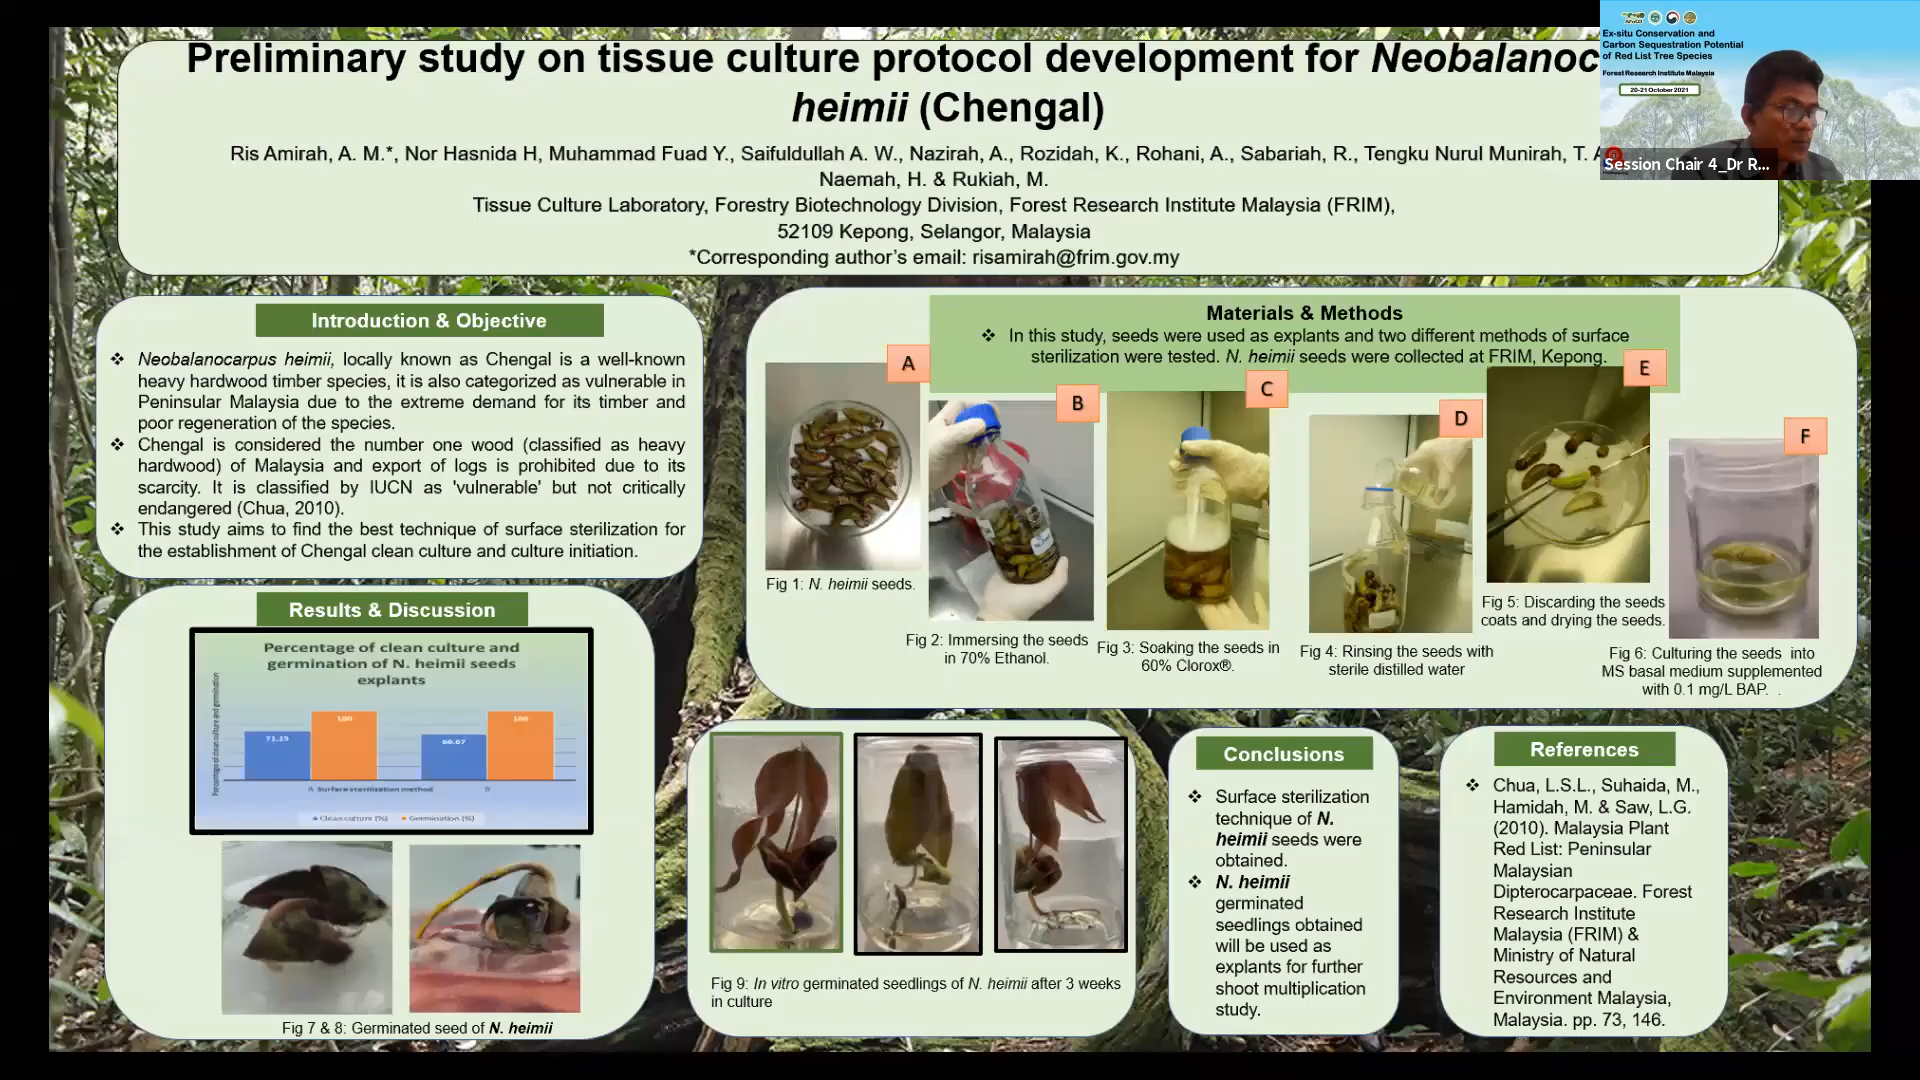 Preliminary study on tissue culture protocol development for Neobalanoc
heimii (Chengal)
Ris Amirah, A. M.*, Nor Hasnida H, Muhammad Fuad Y., Saifuldullah A. W., Nazirah, A., Rozidah, K., Rohani, A., Sabariah, R., Tengku Nurul Munirah, T.
Naemah, H. & Rukiah, M.
Tissue Culture Laboratory, Forestry Biotechnology Division, Forest Research Institute Malaysia (FRIM),
52109 Kepong, Selangor, Malaysia
*Corresponding author's email: risamirah@frim.gov.my
Ex-situ Conservation and
Carbon Sequestration Potential
of Red List Tree Species
Forest Research Institute Malaysia
20-21 October 2021
Session Chair 4_Dr R...
Introduction & Objective
❖ Neobalanocarpus heimii, locally known as Chengal is a well-known
heavy hardwood timber species, it is also categorized as vulnerable in
Peninsular Malaysia due to the extreme demand for its timber and
poor regeneration of the species.
❖ Chengal is considered the number one wood (classified as heavy
hardwood) of Malaysia and export of logs is prohibited due to its
scarcity. It is classified by IUCN as 'vulnerable' but not critically
endangered (Chua, 2010).
❖ This study aims to find the best technique of surface sterilization for
the establishment of Chengal clean culture and culture initiation.
Materials & Methods
❖ In this study, seeds were used as explants and two different methods of surface
sterilization were tested. N. heimii seeds were collected at FRIM, Kepong.
A
B
C
D
E
F
Fig 1: N. heimii seeds.
Fig 2: Immersing the seeds
in 70% Ethanol.
Fig 3: Soaking the seeds in
60% Clorox®.
Fig 4: Rinsing the seeds with
sterile distilled water
Fig 5: Discarding the seeds
coats and drying the seeds.
Fig 6: Culturing the seeds into
MS basal medium supplemented
with 0.1 mg/L BAP. .
Results & Discussion
Percentage of clean culture and
germination of N. heimii seeds
explants
Percentage of clean culture and germination
100
100
66.67
A Surface sterilization method
Clean culture (%) Germination (%)
Fig 7 & 8: Germinated seed of N. heimii
Fig 9: In vitro germinated seedlings of N. heimii after 3 weeks
in culture
Conclusions
❖ Surface sterilization
technique of N.
heimii seeds were
obtained.
❖ N. heimii
germinated
seedlings obtained
will be used as
explants for further
shoot multiplication
study.
References
❖ Chua, L.S.L., Suhaida, M.,
Hamidah, M. & Saw, L.G.
(2010). Malaysia Plant
Red List: Peninsular
Malaysian
Dipterocarpaceae. Forest
Research Institute
Malaysia (FRIM) &
Ministry of Natural
Resources and
Environment Malaysia,
Malaysia. pp. 73, 146.